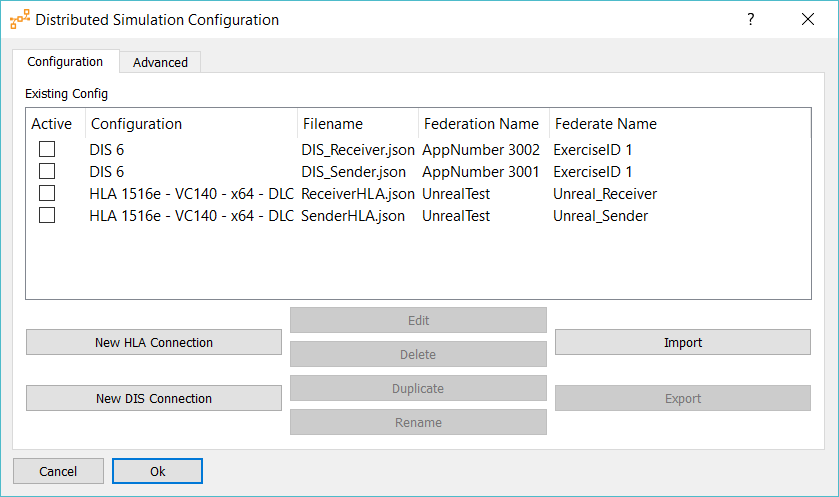 Distributed Simulation Configuration ?
Configuration Advanced
Existing Config
Active Configuration Filename Federation Name Federate Name
DIS 6 DIS_Receiver.json AppNumber 3002 ExerciseID 1
DIS 6 DIS_Sender.json AppNumber 3001 ExerciseID 1
HLA 1516e - VC140 - x64 - DLC ReceiverHLA.json UnrealTest Unreal_Receiver
HLA 1516e - VC140 - x64 - DLC SenderHLA.json UnrealTest Unreal_Sender
Edit
New HLA Connection Import
Delete
Duplicate
New DIS Connection Export
Rename
Cancel Ok